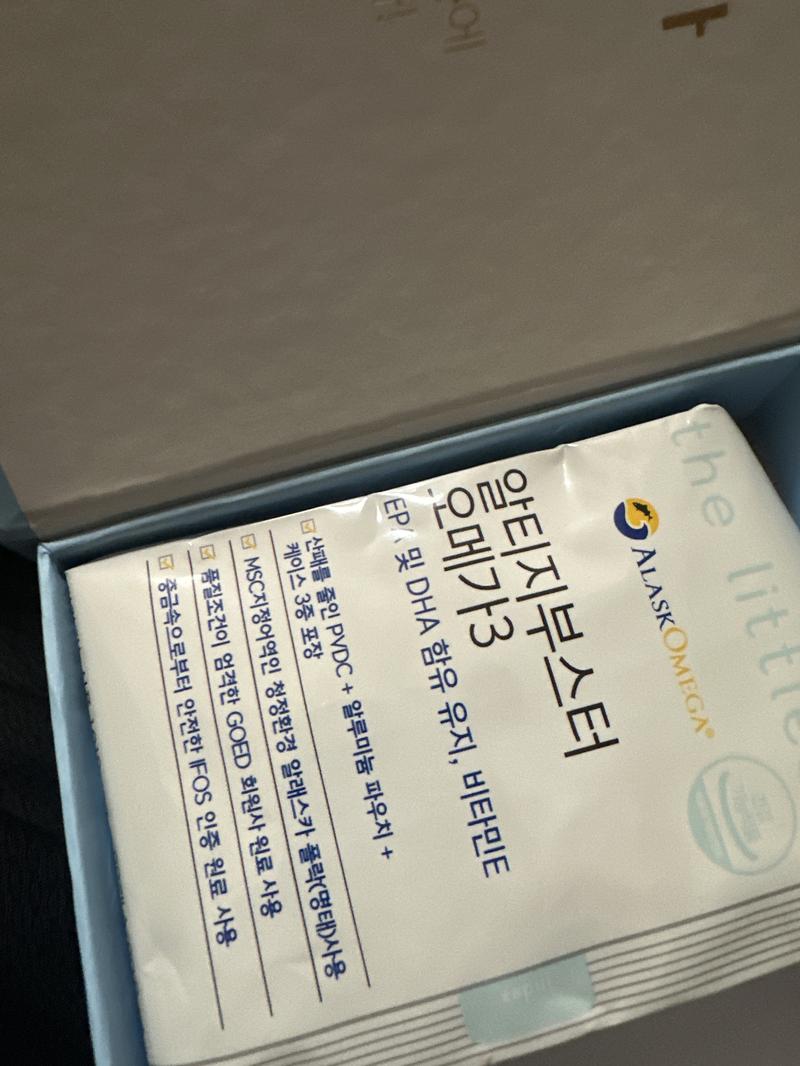 the little
ALASKOMEGA®
알티지부스터
오메가3
EPA 및 DHA 함유 유지, 비타민E
산패를 줄인 PVDC + 알루미늄 파우치 +
케이스 3중 포장
MSC지정어역인 청정환경 알래스카 폴락(명태)사용
품질조건이 엄격한 GOED 회원사 원료 사용
중금속으로부터 안전한 IFOS 인증 원료 사용
index